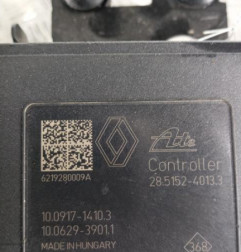 Ate
6219280009A
Controller
28.5152-4013.3
10.0917-1410.3
10.0629-3901.1
MADE IN HUNGARY
368